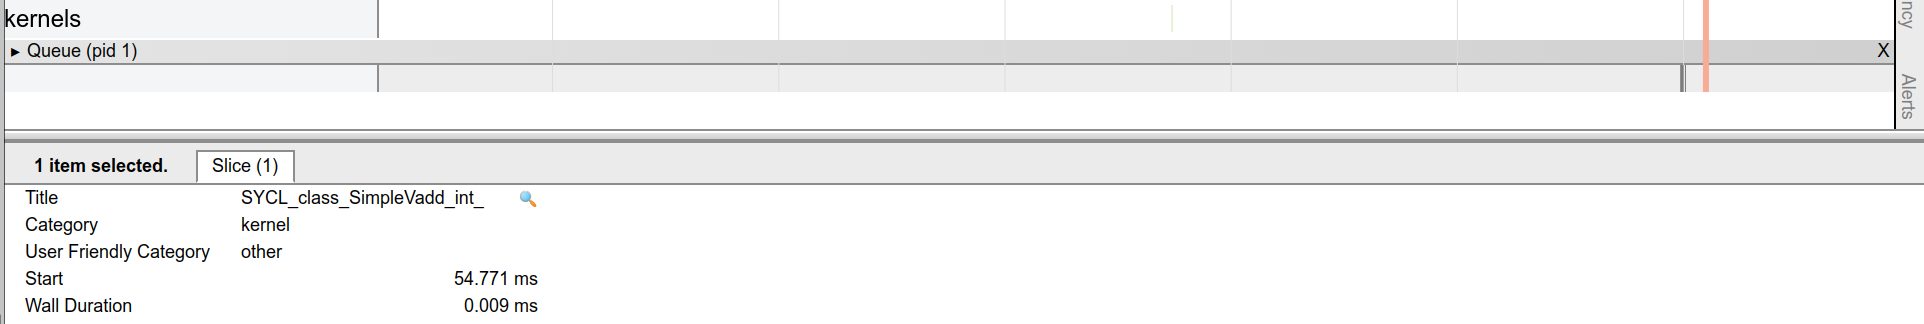 kernels
ncy
▸ Queue (pid 1) X
Alerts
1 item selected. Slice (1)
Title SYCL_class_SimpleVadd_int_
Category kernel
User Friendly Category other
Start 54.771 ms
Wall Duration 0.009 ms